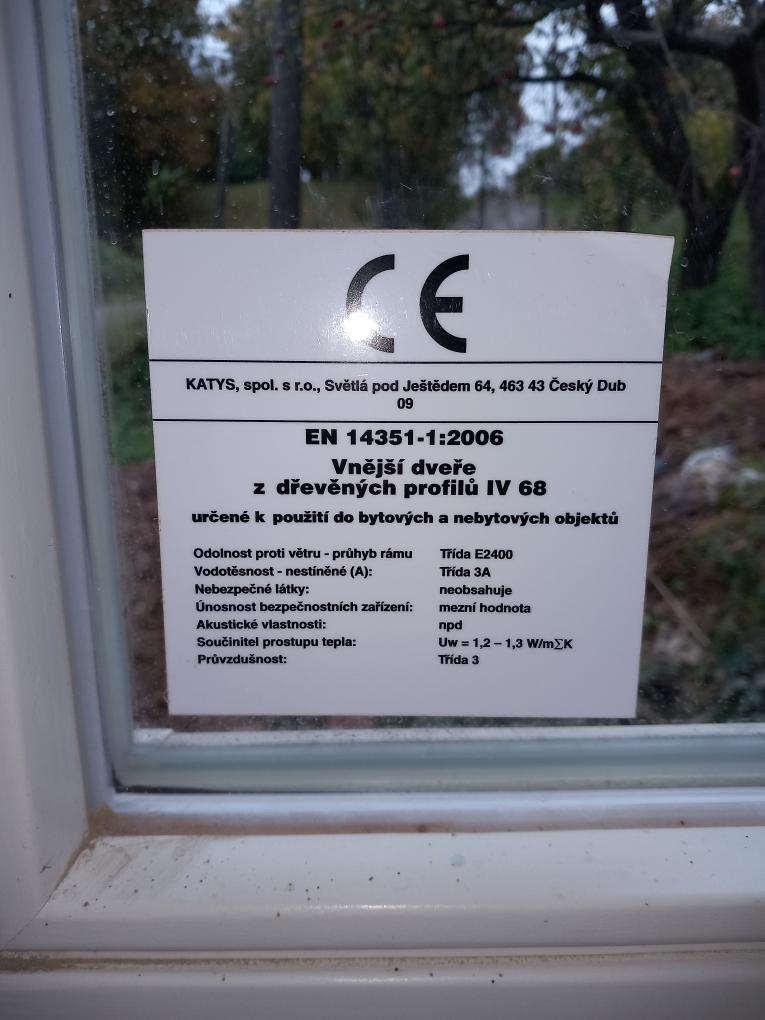 CE
KATYS, spol. s r.o., Světlá pod Ještědem 64, 463 43 Český Dub
09
EN 14351-1:2006
Vnější dveře
z dřevěných profilů IV 68
určené k použití do bytových a nebytových objektů
Odolnost proti větru - průhyb rámu Třída E2400
Vodotěsnost - nestíněné (A): Třída 3A
Nebezpečné látky: neobsahuje
Únosnost bezpečnostních zařízení: mezní hodnota
Akustické vlastnosti: npd
Součinitel prostupu tepla: Uw = 1,2 – 1,3 W/m∑K
Průvzdušnost: Třída 3